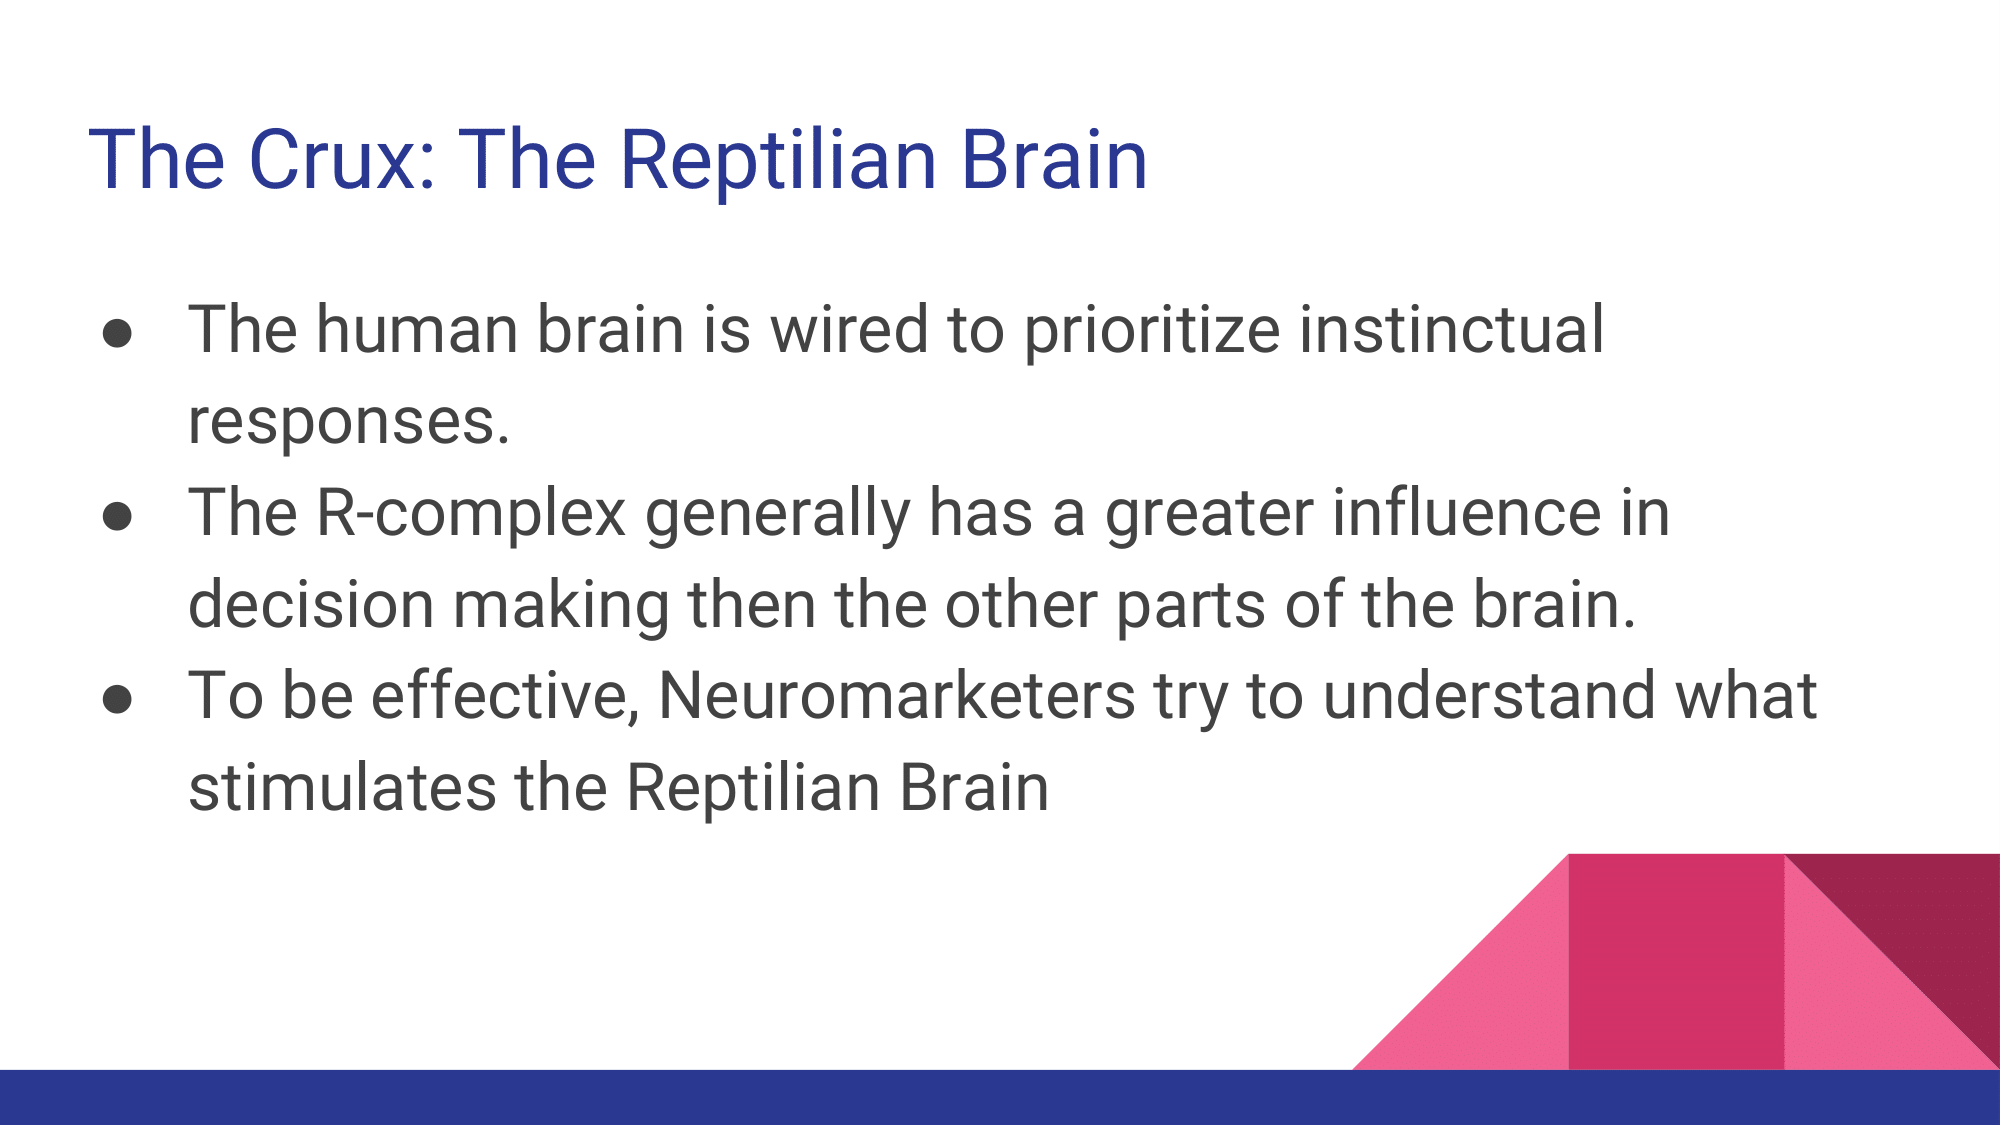 The Crux: The Reptilian Brain
● The human brain is wired to prioritize instinctual
responses.
● The R-complex generally has a greater influence in
decision making then the other parts of the brain.
● To be effective, Neuromarketers try to understand what
stimulates the Reptilian Brain